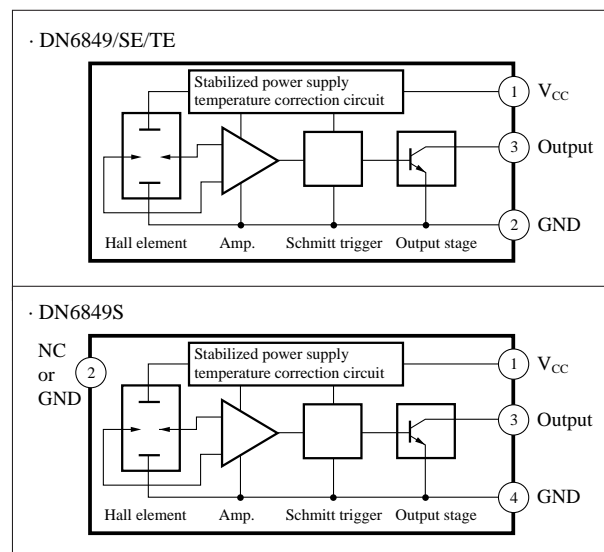 · DN6849/SE/TE
Stabilized power supply
temperature correction circuit
1 V_CC
3 Output
2 GND
Hall element Amp. Schmitt trigger Output stage
· DN6849S
NC
or
GND
2
Stabilized power supply
temperature correction circuit
1 V_CC
3 Output
4 GND
Hall element Amp. Schmitt trigger Output stage